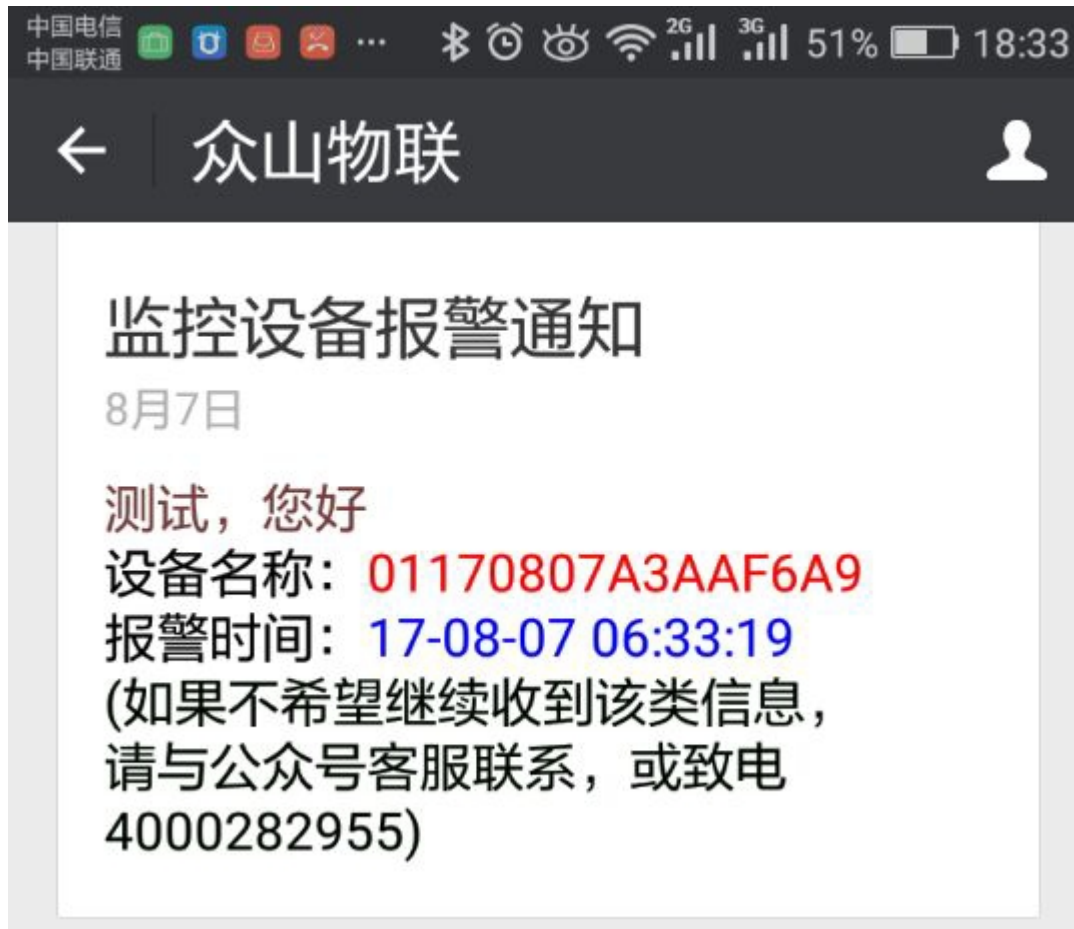 中国电信
中国联通
2G 3G 51% 18:33
众山物联
监控设备报警通知
8月7日
测试，您好
设备名称：01170807A3AAF6A9
报警时间：17-08-07 06:33:19
(如果不希望继续收到该类信息，
请与公众号客服联系，或致电
4000282955)